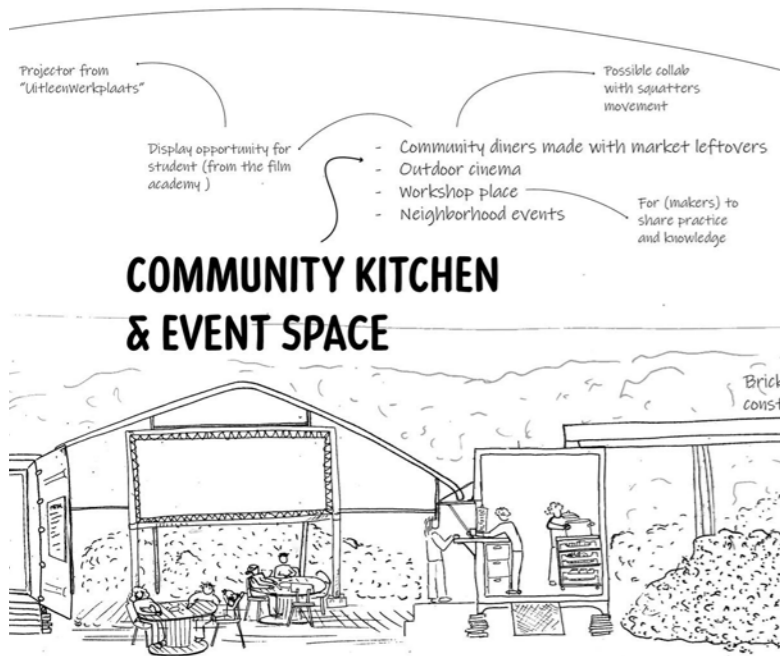 Projector from
"UitleenWerkplaats"
Possible collab
with squatters
movement
Display opportunity for
student (from the film
academy )
- Community diners made with market leftovers
- Outdoor cinema
- Workshop place
- Neighborhood events
For (makers) to
share practice
and knowledge
COMMUNITY KITCHEN
& EVENT SPACE
Brick
const